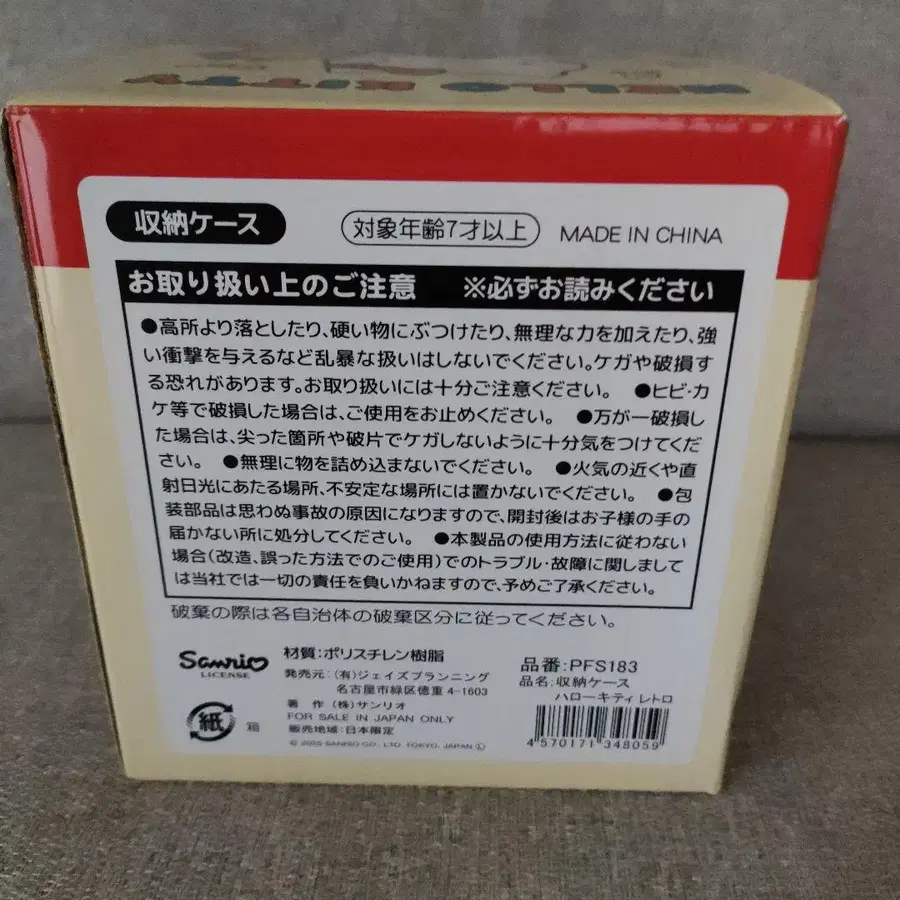 HELLO KITTY
収納ケース
対象年齢7才以上
MADE IN CHINA
お取り扱い上のご注意 ※必ずお読みください
●高所より落としたり、硬い物にぶつけたり、無理な力を加えたり、強
い衝撃を与えるなど乱暴な扱いはしないでください。ケガや破損す
る恐れがあります。お取り扱いには十分ご注意ください。 ●ヒビ・カ
ケ等で破損した場合は、ご使用をお止めください。 ●万が一破損し
た場合は、尖った箇所や破片でケガしないように十分気をつけてくだ
さい。 ●無理に物を詰め込まないでください。 ●火気の近くや直
射日光にあたる場所、不安定な場所には置かないでください。 ●包
装部品は思わぬ事故の原因になりますので、開封後はお子様の手の
届かない所に処分してください。 ●本製品の使用方法に従わない
場合(改造、誤った方法でのご使用)でのトラブル・故障に関しまして
は当社では一切の責任を負いかねますので、予めご了承ください。
破棄の際は各自治体の破棄区分に従ってください。
Sanrio
LICENSE
紙
箱
材質:ポリスチレン樹脂
発売元:(有)ジェイズプランニング
名古屋市緑区徳重4-1603
著作(株)サンリオ
FOR SALE IN JAPAN ONLY
販売地域:日本限定
SANRIO CO., LTD. TOKYO, JAPAN Ⓛ
品番:PFS183
品名:収納ケース
ハローキティ レトロ
4 570171 348059